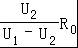 U₂
U₁ − U₂ R₀